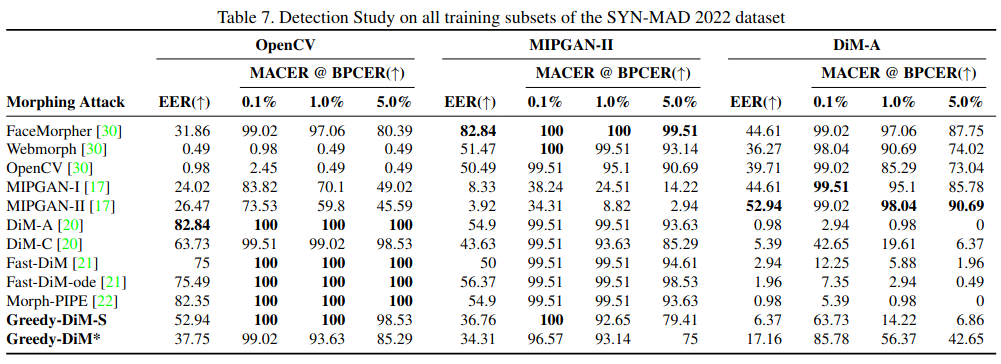 Table 7. Detection Study on all training subsets of the SYN-MAD 2022 dataset
OpenCV MIPGAN-II DiM-A
MACER @ BPCER(↑) MACER @ BPCER(↑) MACER @ BPCER(↑)
Morphing Attack EER(↑) 0.1% 1.0% 5.0% EER(↑) 0.1% 1.0% 5.0% EER(↑) 0.1% 1.0% 5.0%
FaceMorpher [30] 31.86 99.02 97.06 80.39 82.84 100 100 99.51 44.61 99.02 97.06 87.75
Webmorph [30] 0.49 0.98 0.49 0.49 51.47 100 99.51 93.14 36.27 98.04 90.69 74.02
OpenCV [30] 0.98 2.45 0.49 0.49 50.49 99.51 95.1 90.69 39.71 99.02 85.29 73.04
MIPGAN-I [17] 24.02 83.82 70.1 49.02 8.33 38.24 24.51 14.22 44.61 99.51 95.1 85.78
MIPGAN-II [17] 26.47 73.53 59.8 45.59 3.92 34.31 8.82 2.94 52.94 99.02 98.04 90.69
DiM-A [20] 82.84 100 100 100 54.9 99.51 99.51 93.63 0.98 2.94 0.98 0
DiM-C [20] 63.73 99.51 99.02 98.53 43.63 99.51 93.63 85.29 5.39 42.65 19.61 6.37
Fast-DiM [21] 75 100 100 100 50 99.51 99.51 94.61 2.94 12.25 5.88 1.96
Fast-DiM-ode [21] 75.49 100 100 100 56.37 99.51 99.51 98.53 1.96 7.35 2.94 0.49
Morph-PIPE [22] 82.35 100 100 100 54.9 99.51 99.51 93.63 0.98 5.39 0.98 0
Greedy-DiM-S 52.94 100 100 98.53 36.76 100 92.65 79.41 6.37 63.73 14.22 6.86
Greedy-DiM* 37.75 99.02 93.63 85.29 34.31 96.57 93.14 75 17.16 85.78 56.37 42.65